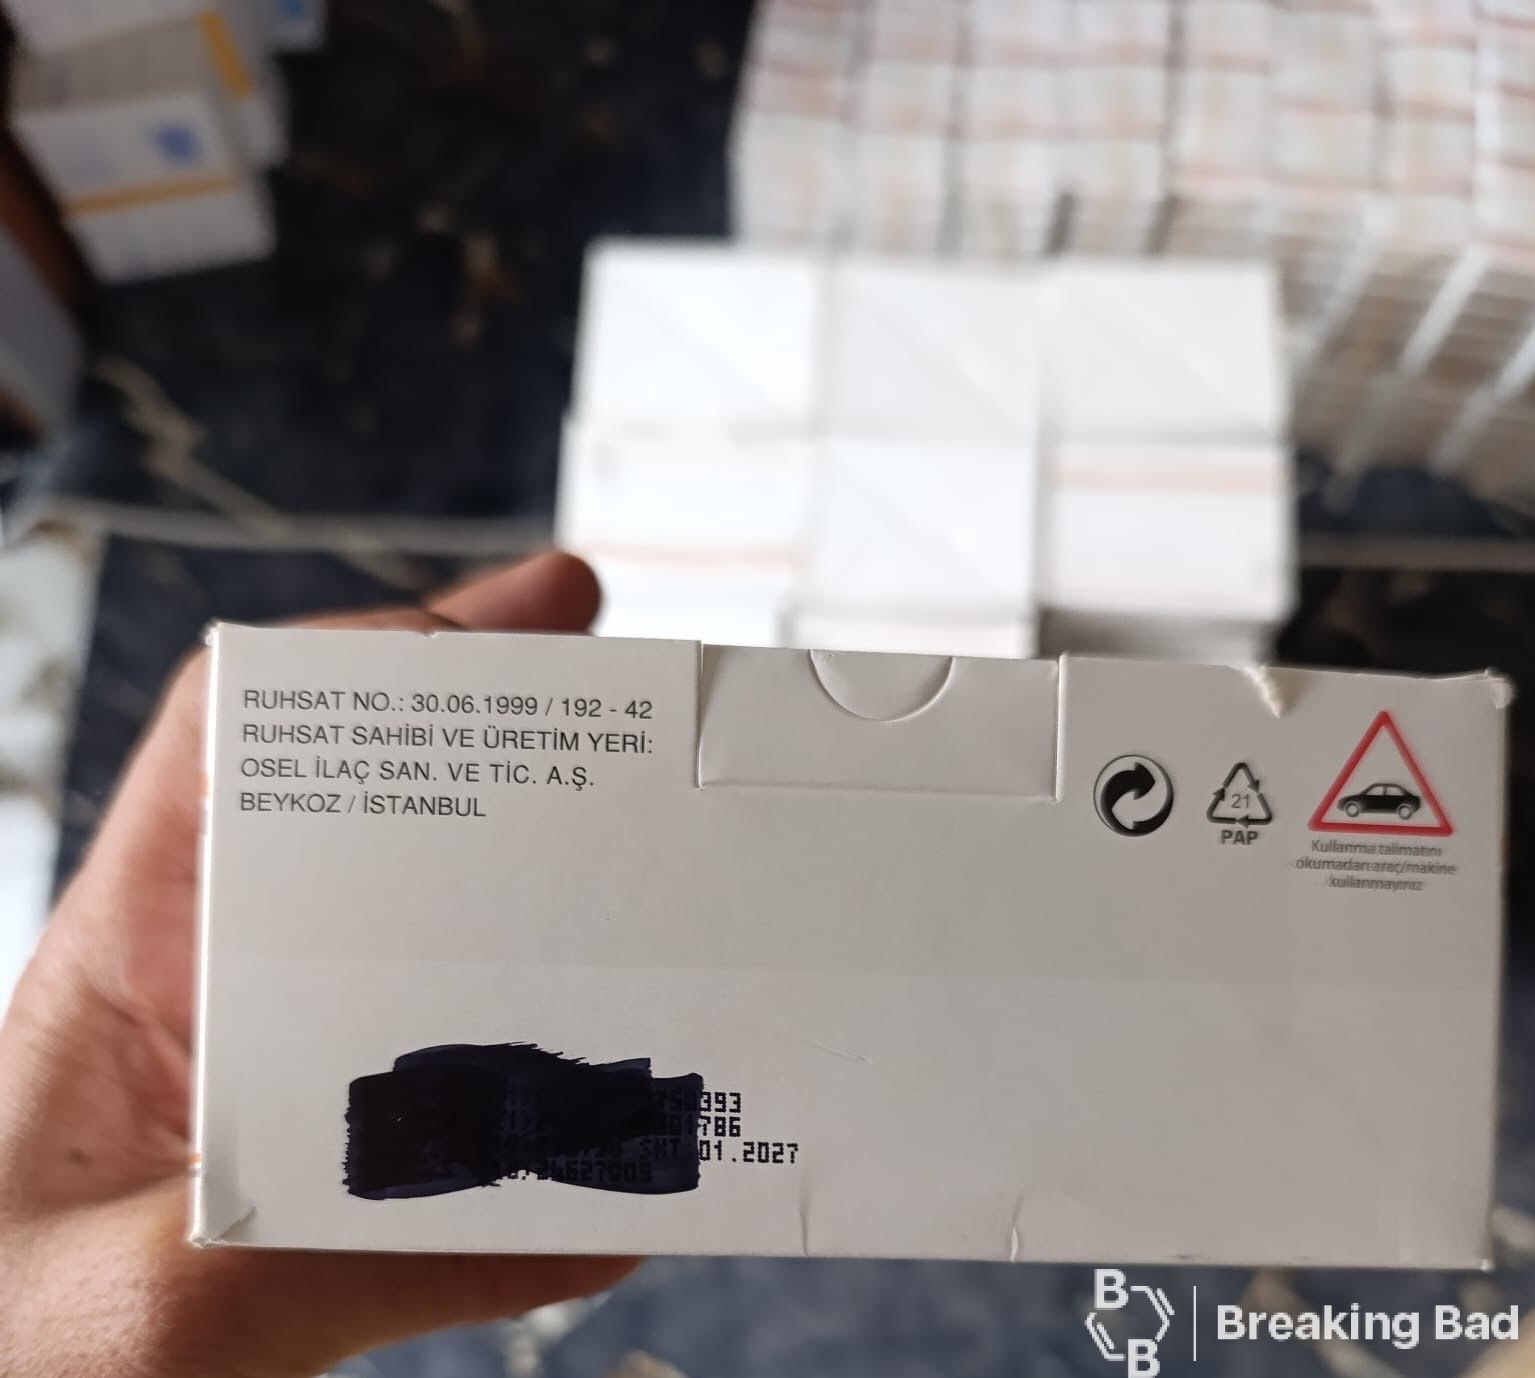 RUHSAT NO.: 30.06.1999 / 192 - 42
RUHSAT SAHİBİ VE ÜRETİM YERİ:
OSEL İLAÇ SAN. VE TİC. A.Ş.
BEYKOZ / İSTANBUL
21
PAP
Kullanma talimatını
okumadan araç/makine
kullanmayınız
SKT 01.2027
B
B
Breaking Bad